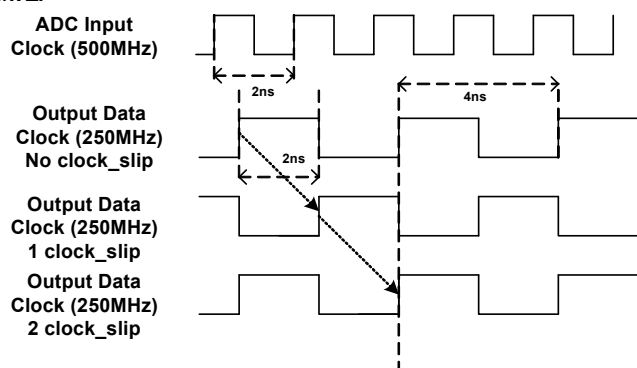 ADC Input
Clock (500MHz)
2ns
4ns
Output Data
Clock (250MHz)
No clock_slip
2ns
Output Data
Clock (250MHz)
1 clock_slip
Output Data
Clock (250MHz)
2 clock_slip